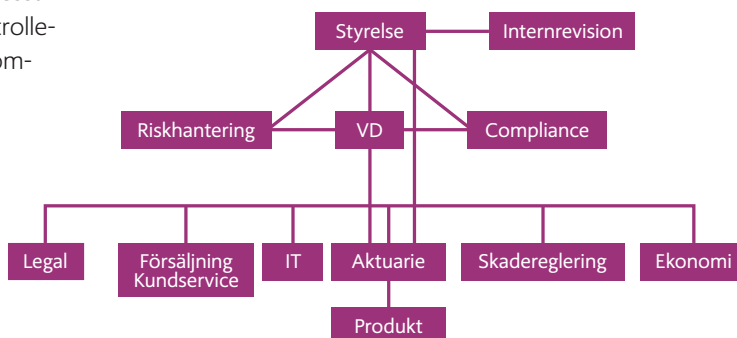 trolle-
om-
Styrelse
Internrevision
Riskhantering
VD
Compliance
Legal
Försäljning
Kundservice
IT
Aktuarie
Skadereglering
Ekonomi
Produkt